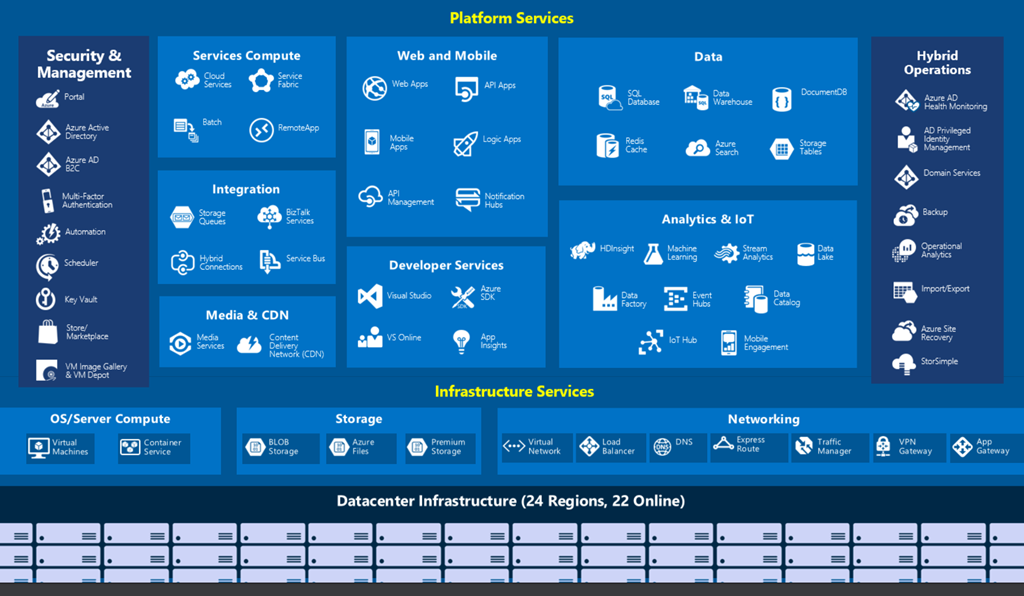 Platform Services
Security &
Management
Portal
Azure Active
Directory
Azure AD
B2C
Multi-Factor
Authentication
Automation
Scheduler
Key Vault
Store/
Marketplace
VM Image Gallery
& VM Depot
Services Compute
Cloud
Services
Service
Fabric
Batch
RemoteApp
Integration
Storage
Queues
BizTalk
Services
Hybrid
Connections
Service Bus
Media & CDN
Media
Services
Content
Delivery
Network (CDN)
Web and Mobile
Web Apps
API Apps
Mobile
Apps
Logic Apps
API
Management
Notification
Hubs
Developer Services
Visual Studio
Azure
SDK
VS Online
App
Insights
Data
SQL
SQL
Database
SQL
Data
Warehouse
DocumentDB
Redis
Cache
Azure
Search
Storage
Tables
Analytics & IoT
HDInsight
Machine
Learning
Stream
Analytics
Data
Lake
Data
Factory
Event
Hubs
Data
Catalog
IoT Hub
Mobile
Engagement
Hybrid
Operations
Azure AD
Health Monitoring
AD Privileged
Identity
Management
Domain Services
Backup
Operational
Analytics
Import/Export
Azure Site
Recovery
StorSimple
Infrastructure Services
OS/Server Compute
Virtual
Machines
Container
Service
Storage
BLOB
Storage
Azure
Files
Premium
Storage
Networking
Virtual
Network
Load
Balancer
DNS
DNS
Express
Route
Traffic
Manager
VPN
Gateway
App
Gateway
Datacenter Infrastructure (24 Regions, 22 Online)